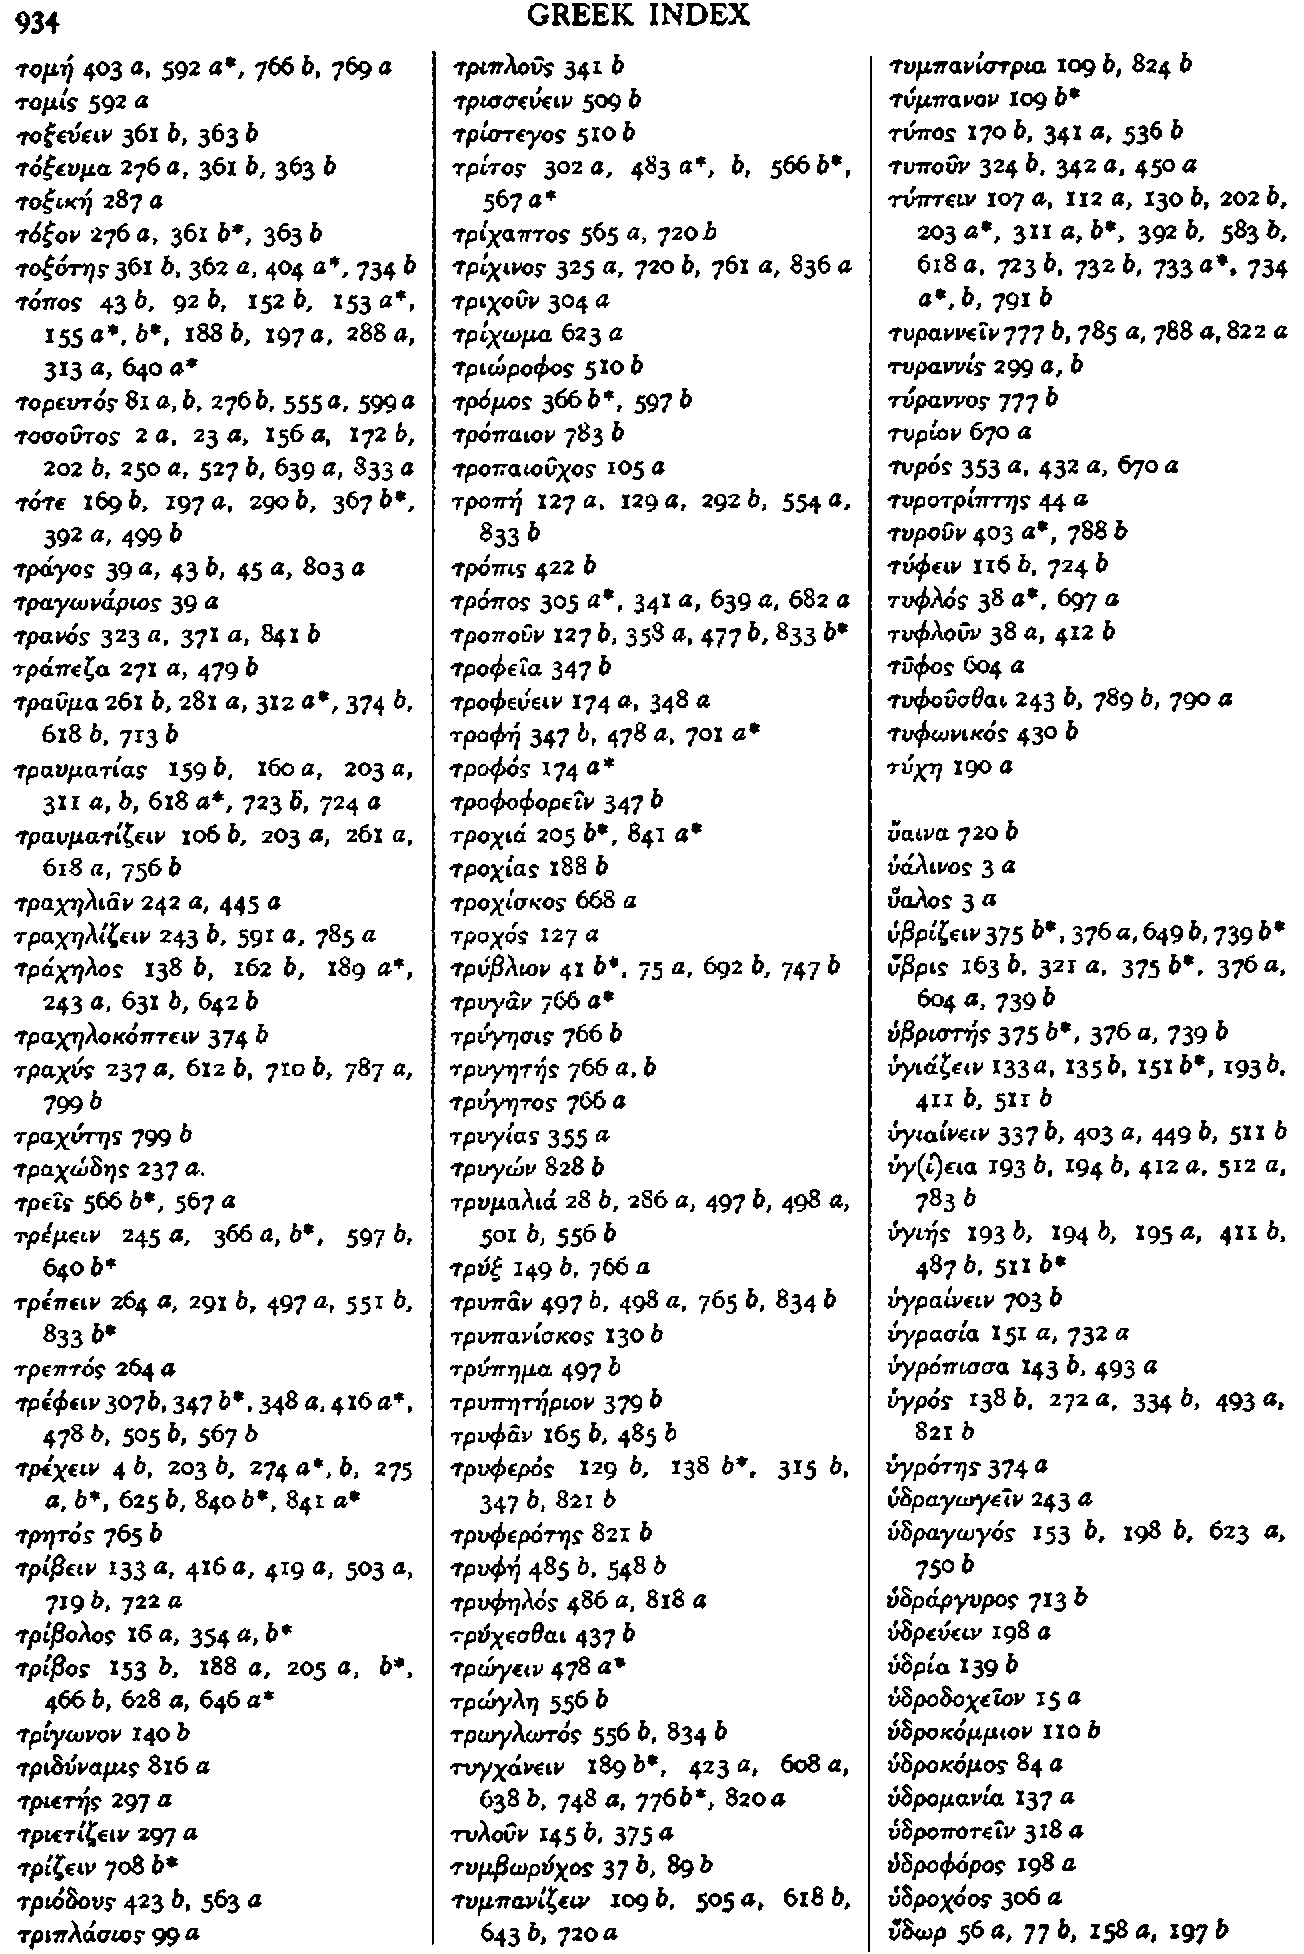 934
GREEK INDEX
τομή 403 a, 592 a*, 766 b, 769 a
τομίς 592 a
τοξεύειν 361 b, 363 b
τόξευμα 276 a, 361 b, 363 b
τοξική 287 a
τόξον 276 a, 361 b*, 363 b
τοξότης 361 b, 362 a, 404 a*, 734 b
τόπος 43 b, 92 b, 152 b, 153 a*,
155 a*, b*, 188 b, 197 a, 288 a,
313 a, 640 a*
τορευτός 81 a, b, 276 b, 555 a, 599 a
τοσοῦτος 2 a, 23 a, 156 a, 172 b,
202 b, 250 a, 527 b, 639 a, 833 a
τότε 169 b, 197 a, 290 b, 367 b*,
392 a, 499 b
τράγος 39 a, 43 b, 45 a, 803 a
τραγωνάριος 39 a
τρανός 323 a, 371 a, 841 b
τράπεζα 271 a, 479 b
τραῦμα 261 b, 281 a, 312 a*, 374 b,
618 b, 713 b
τραυματίας 159 b, 160 a, 203 a,
311 a, b, 618 a*, 723 b, 724 a
τραυματίζειν 106 b, 203 a, 261 a,
618 a, 756 b
τραχηλιᾶν 242 a, 445 a
τραχηλίζειν 243 b, 591 a, 785 a
τράχηλος 138 b, 162 b, 189 a*,
243 a, 631 b, 642 b
τραχηλοκόπτειν 374 b
τραχύς 237 a, 612 b, 710 b, 787 a,
799 b
τραχύτης 799 b
τραχώδης 237 a.
τρεῖς 566 b*, 567 a
τρέμειν 245 a, 366 a, b*, 597 b,
640 b*
τρέπειν 264 a, 291 b, 497 a, 551 b,
833 b*
τρεπτός 264 a
τρέφειν 307 b, 347 b*, 348 a, 416 a*,
478 b, 505 b, 567 b
τρέχειν 4 b, 203 b, 274 a*, b, 275
a, b*, 625 b, 840 b*, 841 a*
τρητός 765 b
τρίβειν 133 a, 416 a, 419 a, 503 a,
719 b, 722 a
τρίβολος 16 a, 354 a, b*
τρίβος 153 b, 188 a, 205 a, b*,
466 b, 628 a, 646 a*
τρίγωνον 140 b
τριδύναμις 816 a
τριετής 297 a
τριετίζειν 297 a
τρίζειν 708 b*
τριόδους 423 b, 563 a
τριπλάσιος 99 a
τριπλοῦς 341 b
τρισσεύειν 509 b
τρίστεγος 510 b
τρίτος 302 a, 483 a*, b, 566 b*,
567 a*
τρίχαπτος 565 a, 720 b
τρίχινος 325 a, 720 b, 761 a, 836 a
τριχοῦν 304 a
τρίχωμα 623 a
τριώροφος 510 b
τρόμος 366 b*, 597 b
τρόπαιον 783 b
τροπαιοῦχος 105 a
τροπή 127 a, 129 a, 292 b, 554 a,
833 b
τρόπις 422 b
τρόπος 305 a*, 341 a, 639 a, 682 a
τροποῦν 127 b, 358 a, 477 b, 833 b*
τροφεῖα 347 b
τροφεύειν 174 a, 348 a
τροφή 347 b, 478 a, 701 a*
τροφός 174 a*
τροφοφορεῖν 347 b
τροχιά 205 b*, 841 a*
τροχίας 188 b
τροχίσκος 668 a
τροχός 127 a
τρύβλιον 41 b*, 75 a, 692 b, 747 b
τρυγᾶν 766 a*
τρύγησις 766 b
τρυγητής 766 a, b
τρύγητος 766 a
τρυγίας 355 a
τρυγών 828 b
τρυμαλιά 28 b, 286 a, 497 b, 498 a,
501 b, 556 b
τρύξ 149 b, 766 a
τρυπᾶν 497 b, 498 a, 765 b, 834 b
τρυπανίσκος 130 b
τρύπημα 497 b
τρυπητήριον 379 b
τρυφᾶν 165 b, 485 b
τρυφερός 129 b, 138 b*, 315 b,
347 b, 821 b
τρυφερότης 821 b
τρυφή 485 b, 548 b
τρυφηλός 486 a, 818 a
τρύχεσθαι 437 b
τρώγειν 478 a*
τρώγλη 556 b
τρωγλωτός 556 b, 834 b
τυγχάνειν 189 b*, 423 a, 608 a,
638 b, 748 a, 776 b*, 820 a
τυλοῦν 145 b, 375 a
τυμβωρύχος 37 b, 89 b
τυμπανίζειν 109 b, 505 a, 618 b,
643 b, 720 a
τυμπανίστρια 109 b, 824 b
τύμπανον 109 b*
τύπος 170 b, 341 a, 536 b
τυποῦν 324 b, 342 a, 450 a
τύπτειν 107 a, 112 a, 130 b, 202 b,
203 a*, 311 a, b*, 392 b, 583 b,
618 a, 723 b, 732 b, 733 a*, 734
a*, b, 791 b
τυραννεῖν 777 b, 785 a, 788 a, 822 a
τυραννίς 299 a, b
τύραννος 777 b
τυρίον 670 a
τυρός 353 a, 432 a, 670 a
τυροτρίπτης 44 a
τυροῦν 403 a*, 788 b
τύφειν 116 b, 724 b
τυφλός 38 a*, 697 a
τυφλοῦν 38 a, 412 b
τῦφος 604 a
τυφοῦσθαι 243 b, 789 b, 790 a
τυφωνικός 430 b
τύχη 190 a
ὕαινα 720 b
ὑάλινος 3 a
ὕαλος 3 a
ὑβρίζειν 375 b*, 376 a, 649 b, 739 b*
ὕβρις 163 b, 321 a, 375 b*, 376 a,
604 a, 739 b
ὑβριστής 375 b*, 376 a, 739 b
ὑγιάζειν 133 a, 135 b, 151 b*, 193 b,
411 b, 511 b
ὑγιαίνειν 337 b, 403 a, 449 b, 511 b
ὑγ(ί)εια 193 b, 194 b, 412 a, 512 a,
783 b
ὑγιής 193 b, 194 b, 195 a, 411 b,
487 b, 511 b*
ὑγραίνειν 703 b
ὑγρασία 151 a, 732 a
ὑγρόπισσα 143 b, 493 a
ὑγρός 138 b, 272 a, 334 b, 493 a,
821 b
ὑγρότης 374 a
ὑδραγωγεῖν 243 a
ὑδραγωγός 153 b, 198 b, 623 a,
750 b
ὑδράργυρος 713 b
ὑδρεύειν 198 a
ὑδρία 139 b
ὑδροδοχεῖον 15 a
ὑδροκόμμιον 110 b
ὑδροκόμος 84 a
ὑδρομανία 137 a
ὑδροποτεῖν 318 a
ὑδροφόρος 198 a
ὑδροχόος 306 a
ὕδωρ 56 a, 77 b, 158 a, 197 b